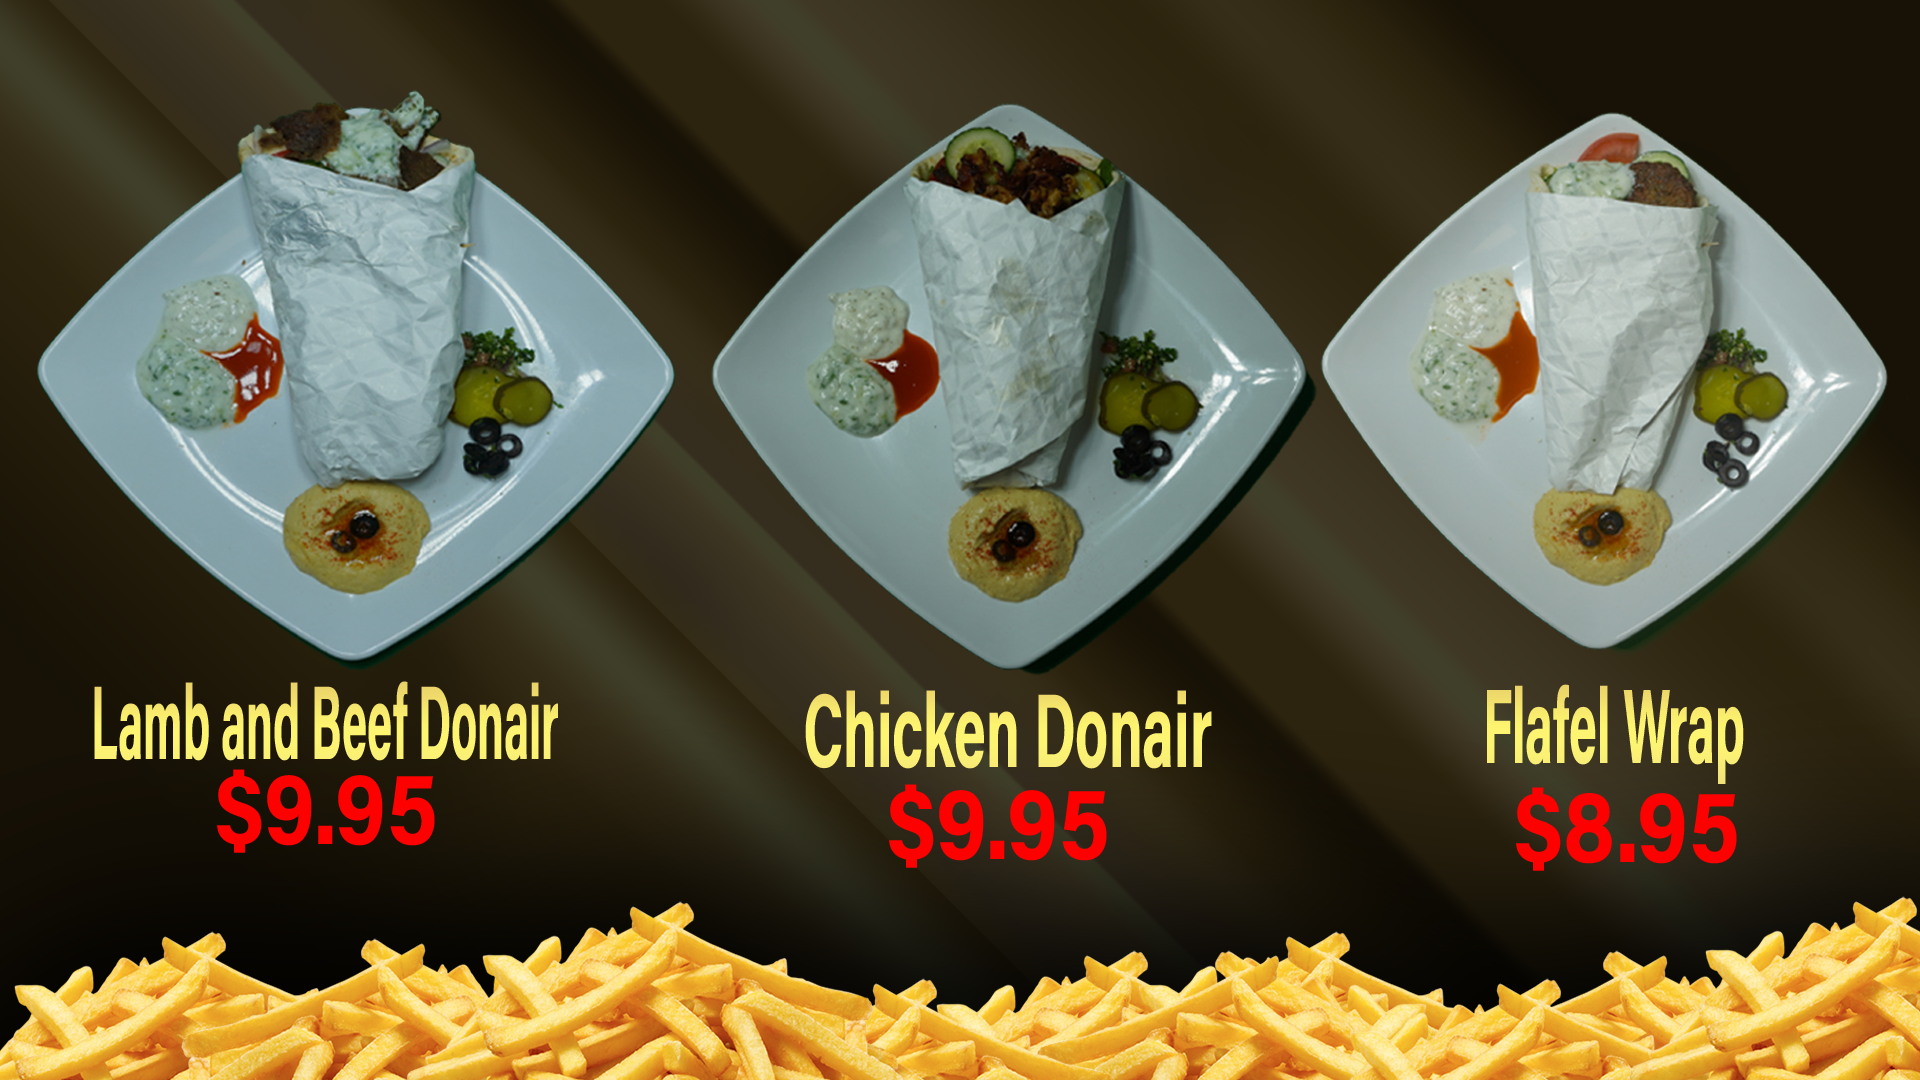 Lamb and Beef Donair
$9.95
Chicken Donair
$9.95
Flafel Wrap
$8.95